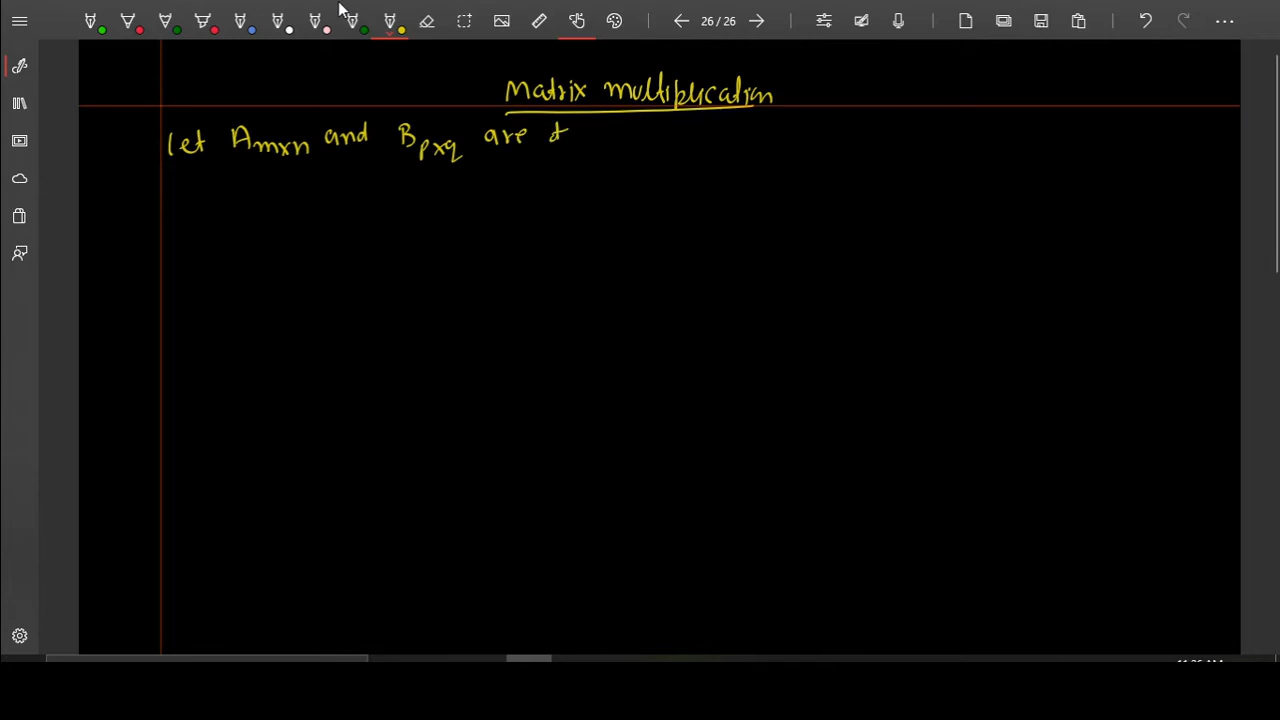 26 / 26
Matrix multiplication
let Amxn and Bpxq are t